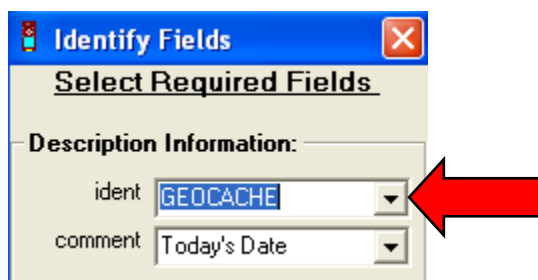 Identify Fields
Select Required Fields
Description Information:
ident GEOCACHE
comment Today's Date